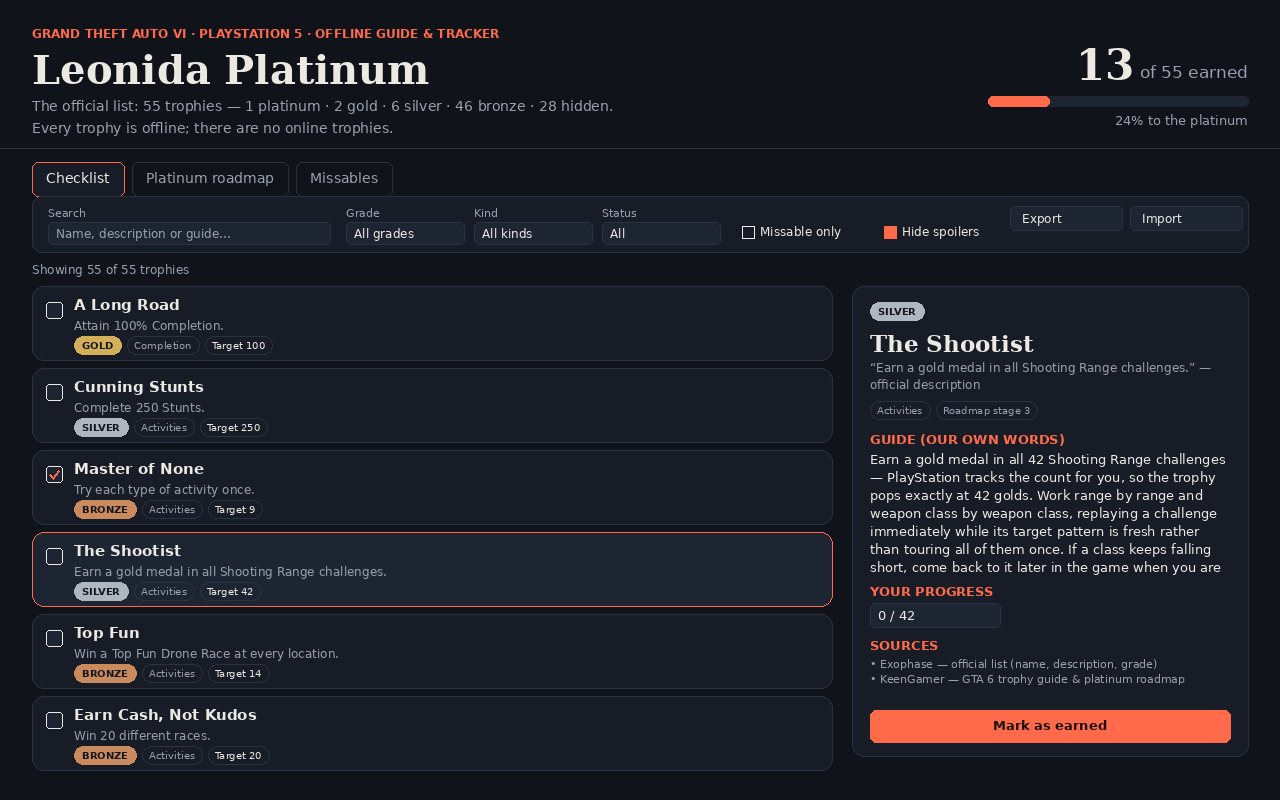 GRAND THEFT AUTO VI · PLAYSTATION 5 · OFFLINE GUIDE & TRACKER
Leonida Platinum
The official list: 55 trophies — 1 platinum · 2 gold · 6 silver · 46 bronze · 28 hidden.
Every trophy is offline; there are no online trophies.
13 of 55 earned
24% to the platinum
Checklist
Platinum roadmap
Missables
Search
Name, description or guide...
Grade
All grades
Kind
All kinds
Status
All
Missable only
Hide spoilers
Export
Import
Showing 55 of 55 trophies
A Long Road
Attain 100% Completion.
GOLD Completion Target 100
Cunning Stunts
Complete 250 Stunts.
SILVER Activities Target 250
Master of None
Try each type of activity once.
BRONZE Activities Target 9
The Shootist
Earn a gold medal in all Shooting Range challenges.
SILVER Activities Target 42
Top Fun
Win a Top Fun Drone Race at every location.
BRONZE Activities Target 14
Earn Cash, Not Kudos
Win 20 different races.
BRONZE Activities Target 20
SILVER
The Shootist
“Earn a gold medal in all Shooting Range challenges.” —
official description
Activities Roadmap stage 3
GUIDE (OUR OWN WORDS)
Earn a gold medal in all 42 Shooting Range challenges
— PlayStation tracks the count for you, so the trophy
pops exactly at 42 golds. Work range by range and
weapon class by weapon class, replaying a challenge
immediately while its target pattern is fresh rather
than touring all of them once. If a class keeps falling
short, come back to it later in the game when you are
YOUR PROGRESS
0 / 42
SOURCES
• Exophase — official list (name, description, grade)
• KeenGamer — GTA 6 trophy guide & platinum roadmap
Mark as earned